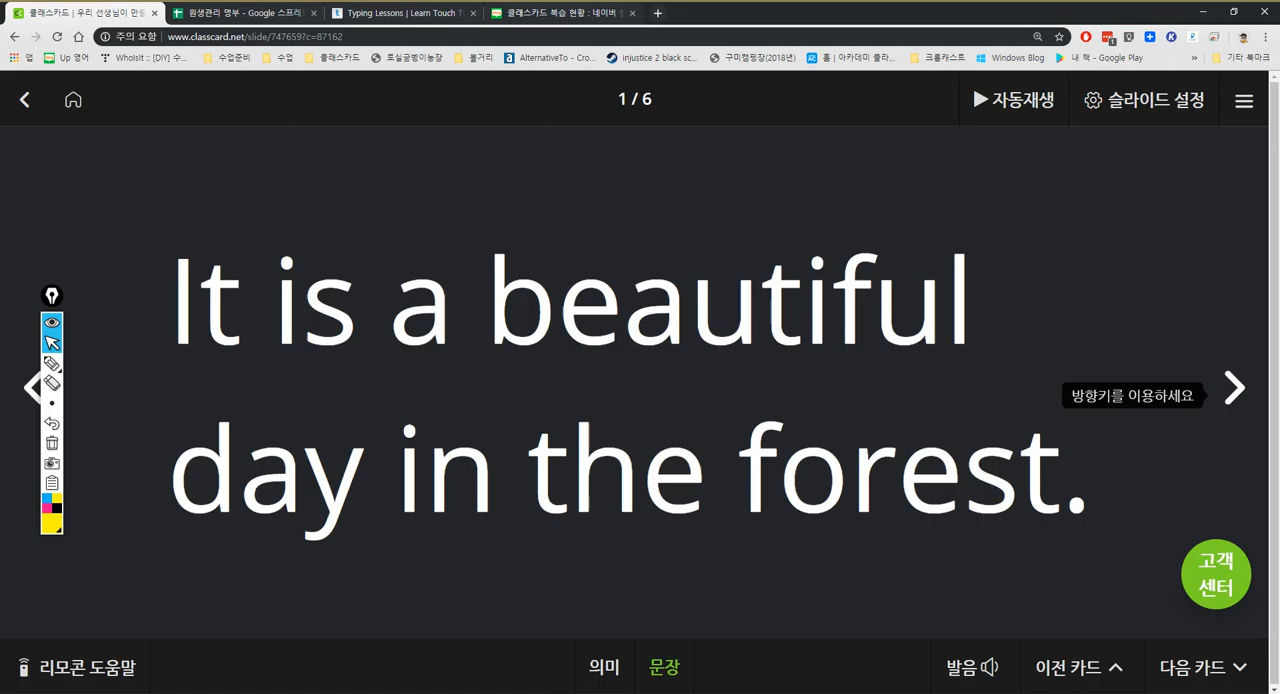 클래스카드 | 우리 선생님이 만든
원생관리 명부 - Google 스프레
Typing Lessons | Learn Touch T
클래스카드 복습 현황 : 네이버
주의 요함 | www.classcard.net/slide/747659?c=87162
앱 Up 영어 WhoIsIt :: [DIY] 수... 수업준비 수업 클래스카드 토실굼벵이농장 볼거리 AlternativeTo - Cro... injustice 2 black sc... 구미캠핑장(2018년) 홈 | 아카데미 플라... 크롬캐스트 Windows Blog 내 책 - Google Play » 기타 북마크
1 / 6
자동재생
슬라이드 설정
It is a beautiful
day in the forest.
방향키를 이용하세요
고객
센터
리모콘 도움말
의미
문장
발음
이전 카드
다음 카드